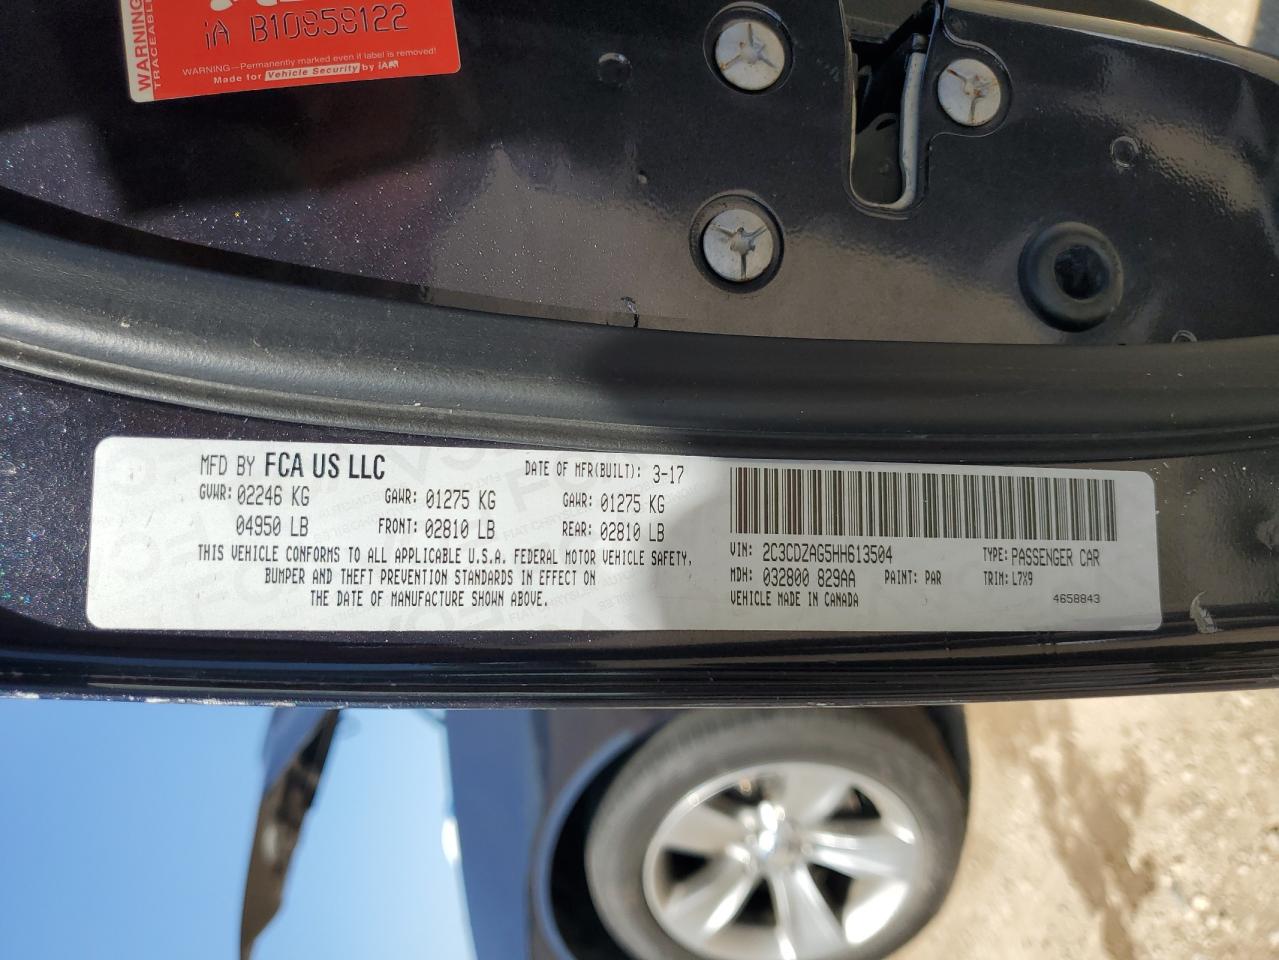 WARNING
TRACEABLE
iA B10859122
WARNING—Permanently marked even if label is removed!
Made for Vehicle Security by iAM
MFD BY FCA US LLC DATE OF MFR(BUILT): 3-17
GVWR: 02246 KG GAWR: 01275 KG GAWR: 01275 KG
04950 LB FRONT: 02810 LB REAR: 02810 LB
THIS VEHICLE CONFORMS TO ALL APPLICABLE U.S.A. FEDERAL MOTOR VEHICLE SAFETY,
BUMPER AND THEFT PREVENTION STANDARDS IN EFFECT ON
THE DATE OF MANUFACTURE SHOWN ABOVE.
VIN: 2C3CDZAG5HH613504 TYPE: PASSENGER CAR
MDH: 032800 829AA PAINT: PAR TRIM: L7X9
VEHICLE MADE IN CANADA 4658843